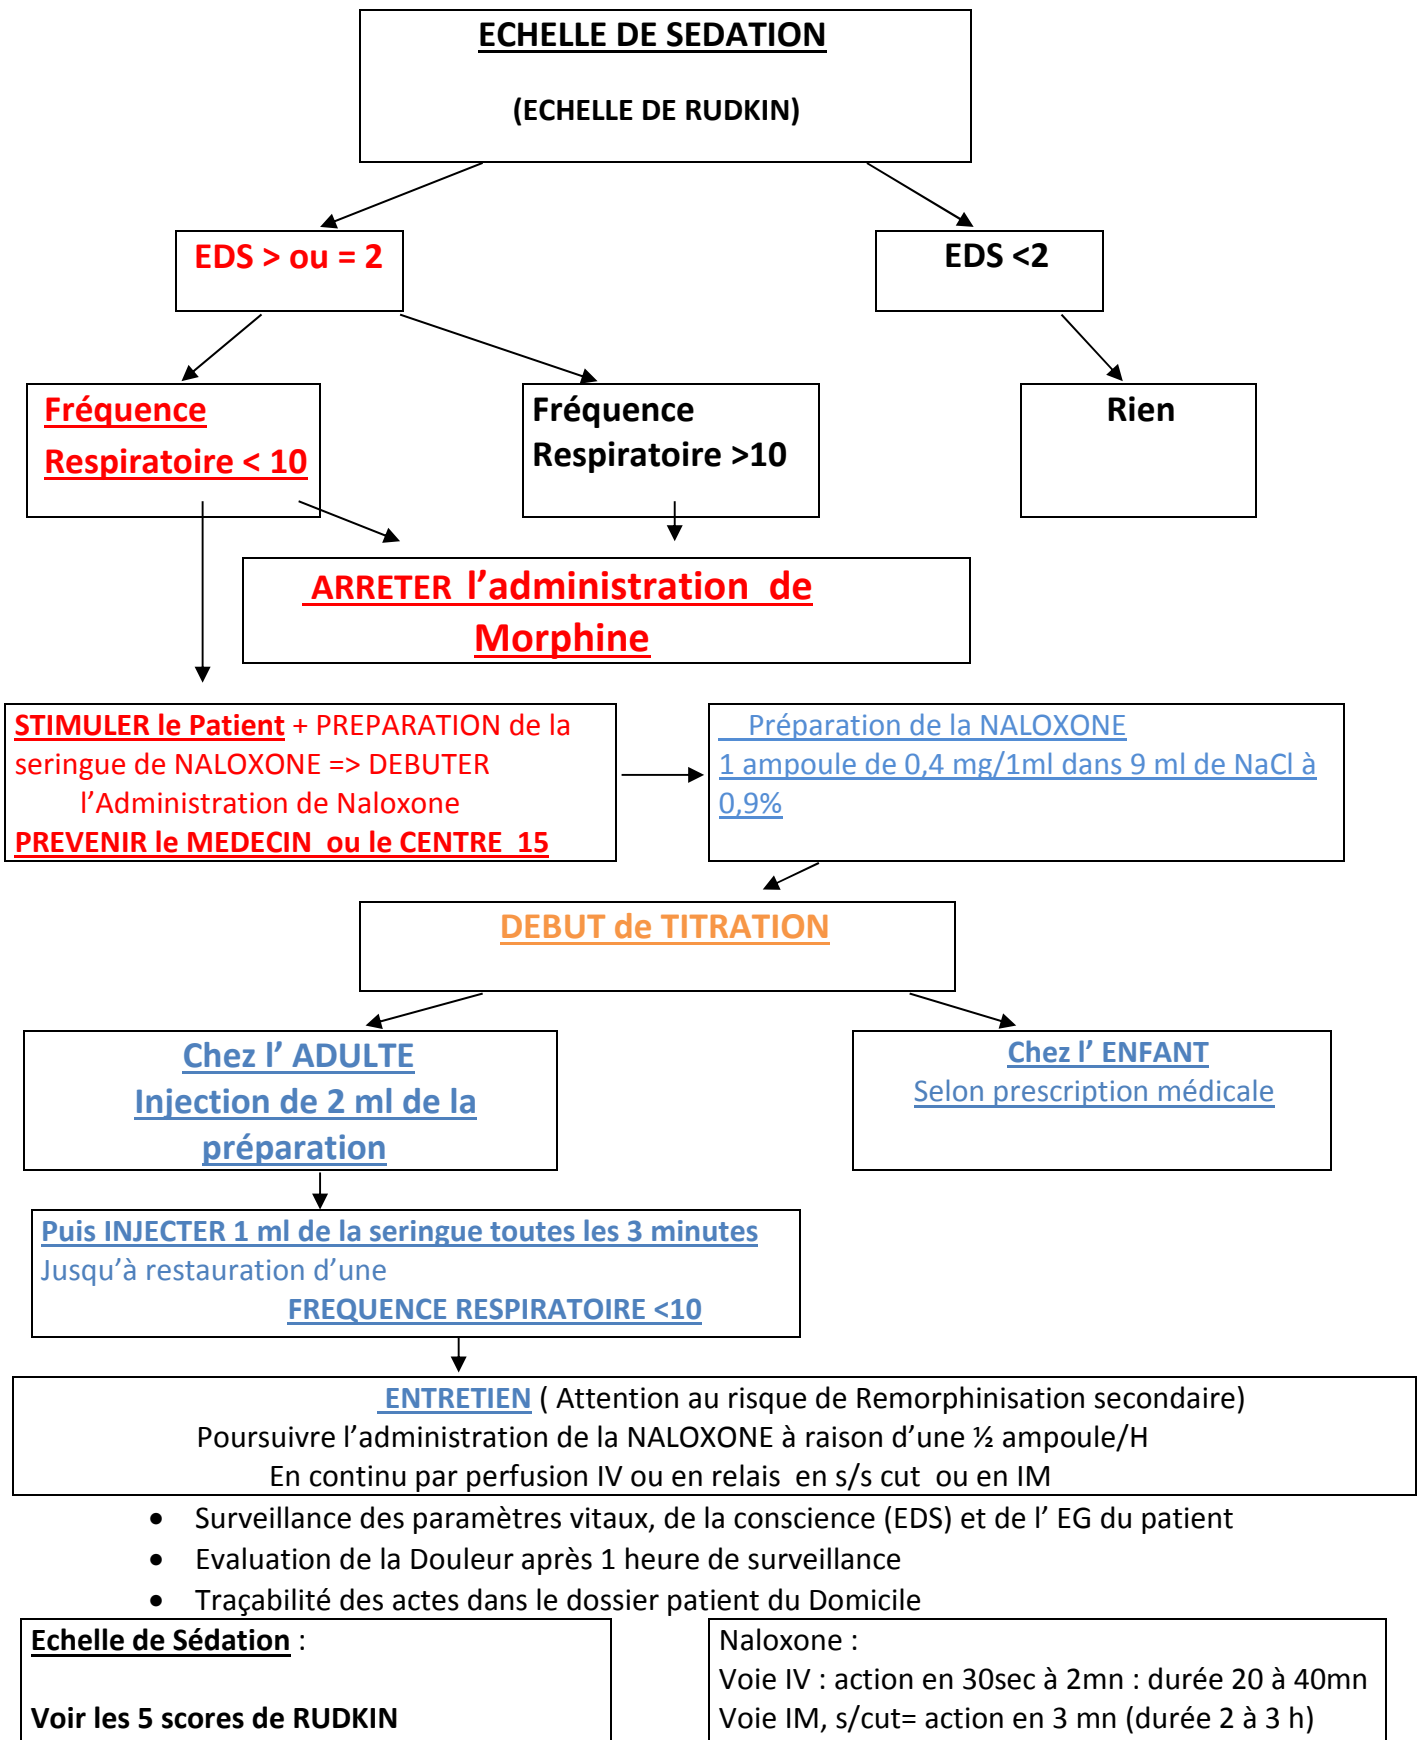 ECHELLE DE SEDATION
(ECHELLE DE RUDKIN)
EDS > ou = 2
EDS <2
Fréquence
Respiratoire < 10
Fréquence
Respiratoire >10
Rien
ARRETER l’administration de
Morphine
STIMULER le Patient + PREPARATION de la
seringue de NALOXONE => DEBUTER
l’Administration de Naloxone
PREVENIR le MEDECIN ou le CENTRE 15
Préparation de la NALOXONE
1 ampoule de 0,4 mg/1ml dans 9 ml de NaCl à
0,9%
DEBUT de TITRATION
Chez l’ ADULTE
Injection de 2 ml de la
préparation
Chez l’ ENFANT
Selon prescription médicale
Puis INJECTER 1 ml de la seringue toutes les 3 minutes
Jusqu’à restauration d’une
FREQUENCE RESPIRATOIRE <10
ENTRETIEN ( Attention au risque de Remorphinisation secondaire)
Poursuivre l’administration de la NALOXONE à raison d’une ½ ampoule/H
En continu par perfusion IV ou en relais en s/s cut ou en IM
• Surveillance des paramètres vitaux, de la conscience (EDS) et de l’ EG du patient
• Evaluation de la Douleur après 1 heure de surveillance
• Traçabilité des actes dans le dossier patient du Domicile
Echelle de Sédation :
Voir les 5 scores de RUDKIN
Naloxone :
Voie IV : action en 30sec à 2mn : durée 20 à 40mn
Voie IM, s/cut= action en 3 mn (durée 2 à 3 h)